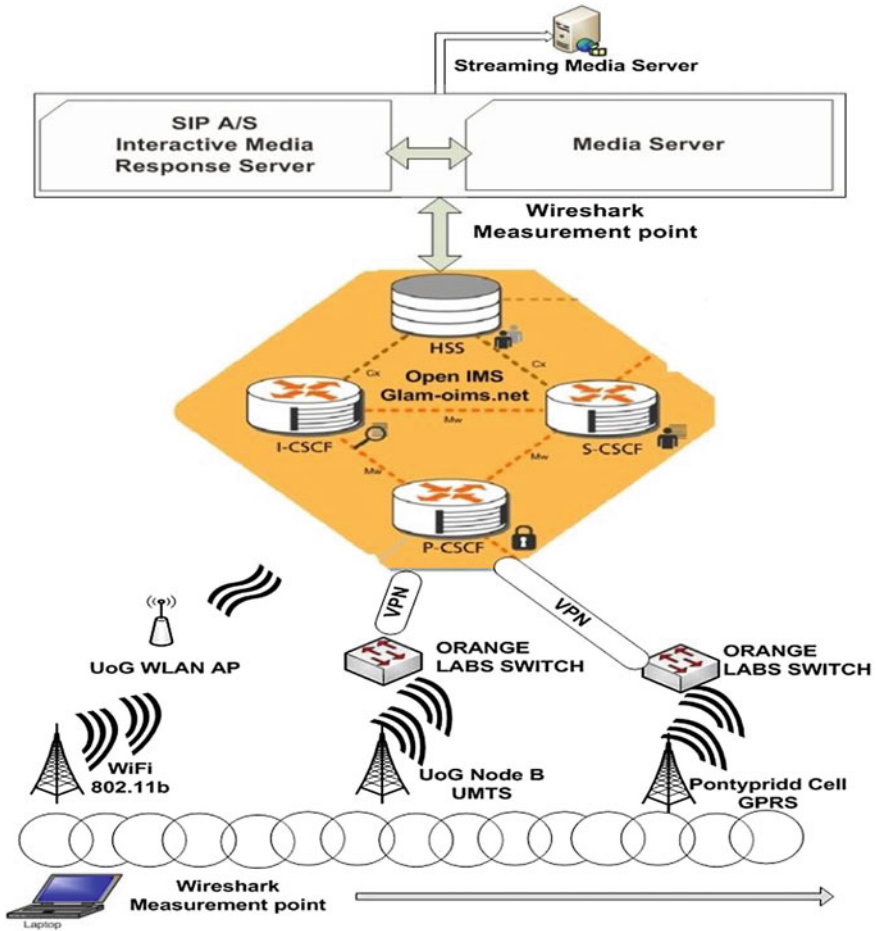 Streaming Media Server
SIP A/S
Interactive Media
Response Server
Media Server
Wireshark
Measurement point
HSS
Cx
Cx
Open IMS
Glam-oims.net
I-CSCF
Mw
S-CSCF
Mw
Mw
P-CSCF
VPN
VPN
UoG WLAN AP
ORANGE
LABS SWITCH
ORANGE
LABS SWITCH
WiFi
802.11b
UoG Node B
UMTS
Pontypridd Cell
GPRS
Wireshark
Measurement point
Laptop